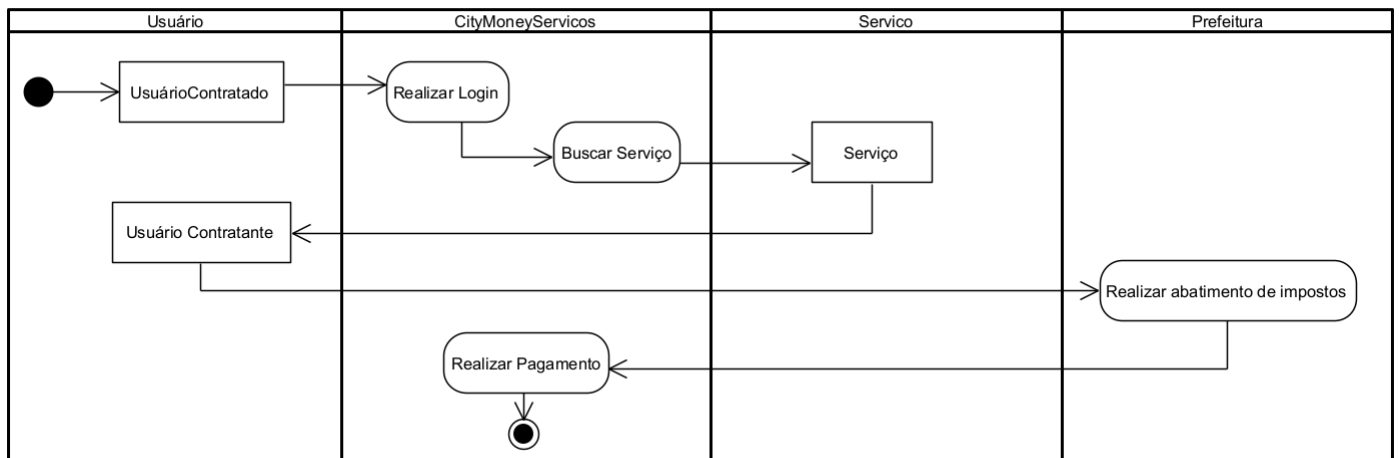 Usuário
CityMoneyServicos
Servico
Prefeitura
UsuárioContratado
Realizar Login
Buscar Serviço
Serviço
Usuário Contratante
Realizar abatimento de impostos
Realizar Pagamento